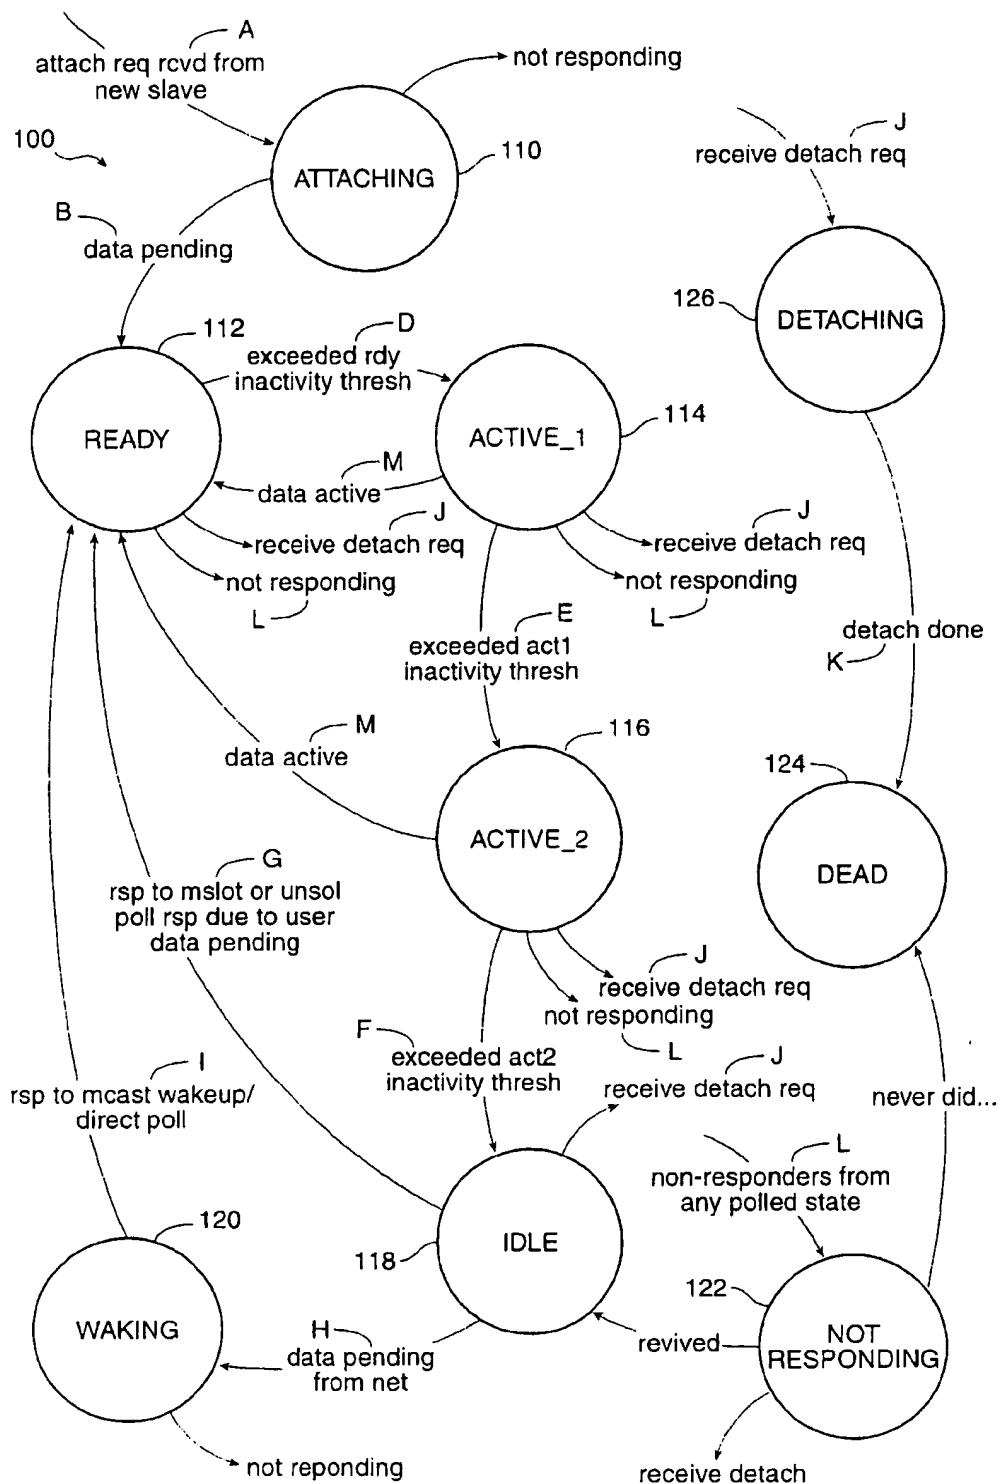 A
attach req rcvd from
new slave
not responding
100
ATTACHING
110
J
receive detach req
B
data pending
126
DETACHING
112
D
exceeded rdy
inactivity thresh
READY
ACTIVE_1
114
M
data active
J
receive detach req
not responding
L
J
receive detach req
not responding
L
E
exceeded act1
inactivity thresh
detach done
K
M
data active
116
ACTIVE_2
124
DEAD
G
rsp to mslot or unsol
poll rsp due to user
data pending
J
receive detach req
not responding
L
F
exceeded act2
inactivity thresh
J
receive detach req
never did...
I
rsp to mcast wakeup/
direct poll
L
non-responders from
any polled state
120
WAKING
118
IDLE
122
NOT
RESPONDING
H
data pending
from net
revived
not reponding
receive detach